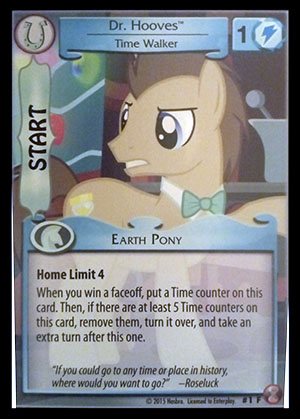 Dr. Hooves™
Time Walker
1
START
EARTH PONY
Home Limit 4
When you win a faceoff, put a Time counter on
this card. Then, if there are at least 5 Time counters on
this card, remove them, turn it over, and take an
extra turn after this one.
"If you could go to any time or place in history,
where would you want to go?" –Roseluck
© 2015 Hasbro. Licensed to Enterplay. #1 F